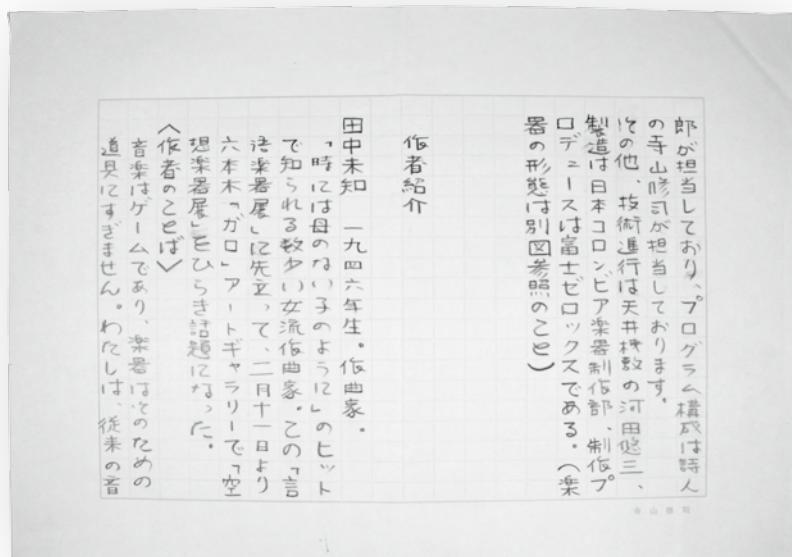 郎が担当しており、プログラム構成は詩人
の寺山修司が担当しております。
その他、技術進行は天井桟敷の河田悠三、
製造は日本コロンビア楽器制作部、制作プ
ロデュースは富士ゼロックスである。(楽
器の形態は別図参照のこと)
作者紹介
田中未知 一九四六年生。作曲家。
「時には母のない子のように」のヒット
で知られる数少い女流作曲家。この「言
語楽器展」に先立って、二月十一日より
六本木「ガロ」アートギャラリーで「空
想楽器展」をひらき話題になった。
〈作者のことば〉
音楽はゲームであり、楽器はそのための
道具にすぎません。わたしは、従来の音
寺山修司